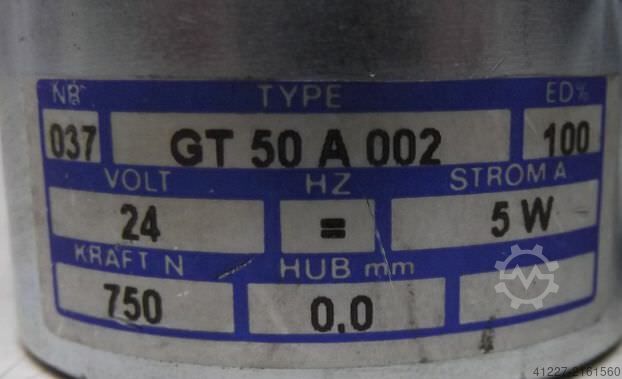 NR TYPE ED%
037 GT 50 A 002 100
VOLT HZ STROM A
24 = 5 W
KRAFT N HUB mm
750 0.0
41227-2161560